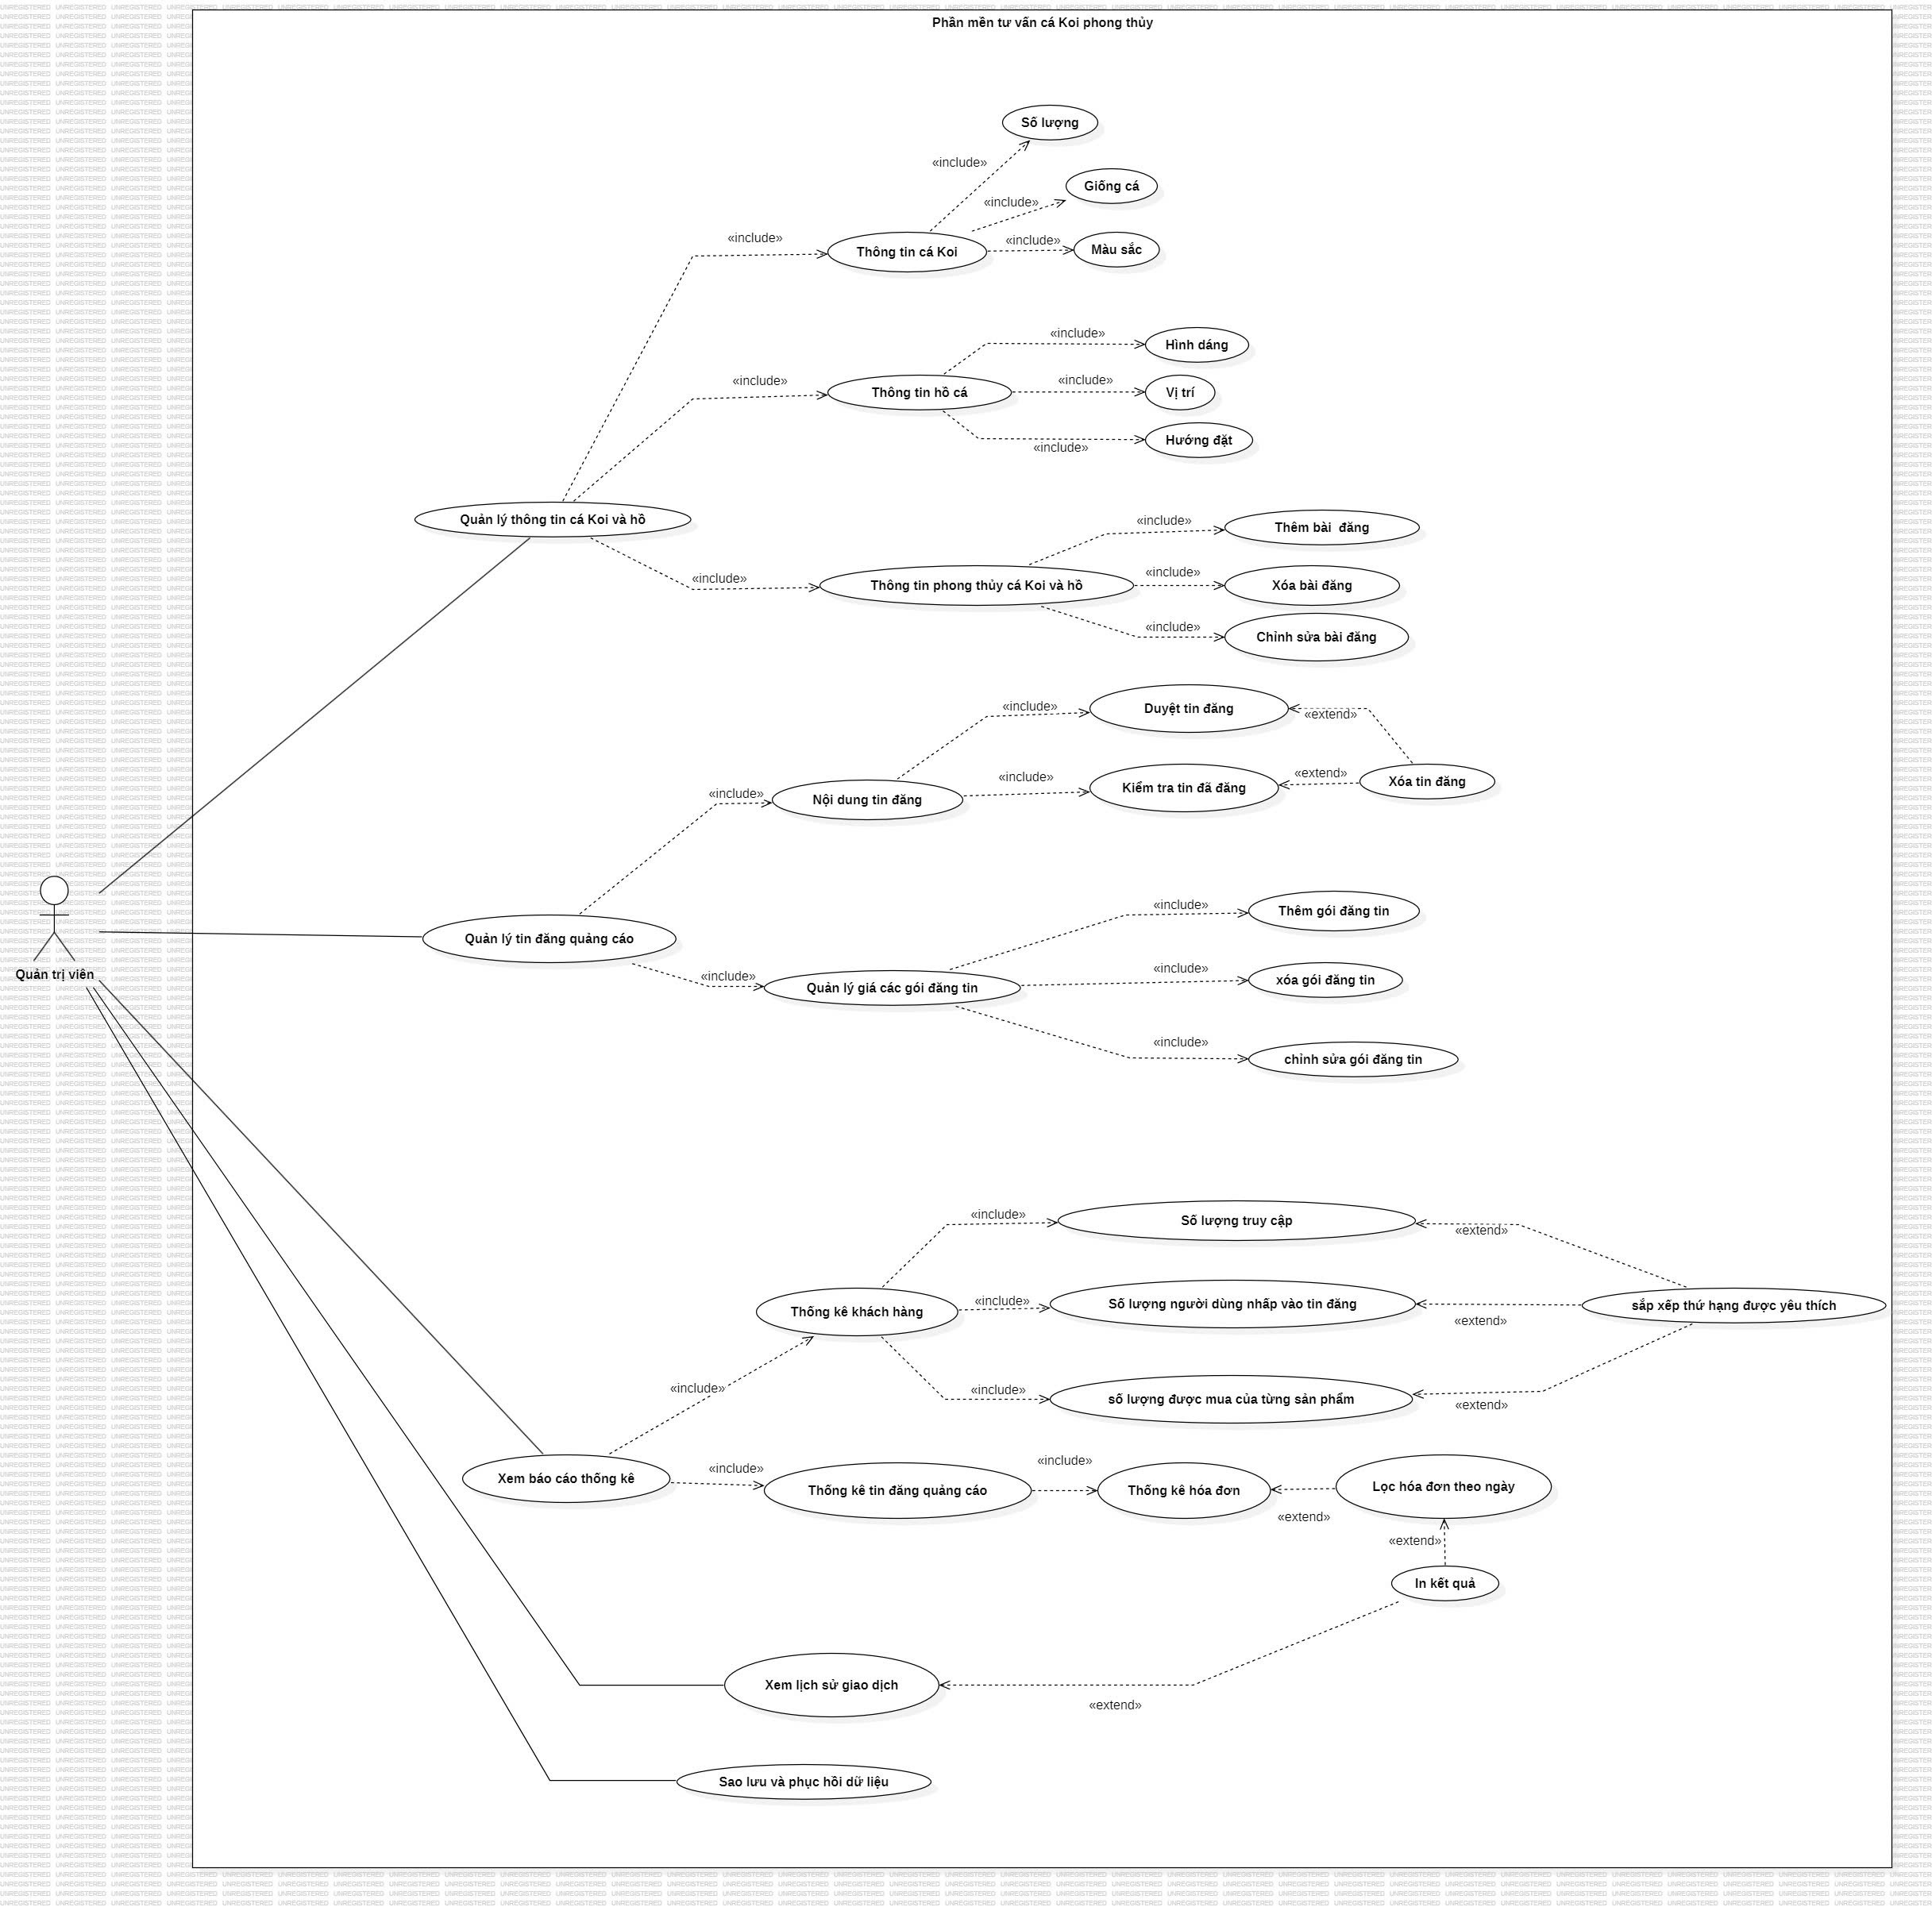 Phần mền tư vấn cá Koi phong thủy
Số lượng
«include»
Giống cá
«include»
«include»
«include»
Thông tin cá Koi
Màu sắc
«include»
Hình dáng
«include»
«include»
Thông tin hồ cá
Vị trí
Hướng đặt
«include»
Quản lý thông tin cá Koi và hồ
«include»
Thêm bài đăng
«include»
«include»
Thông tin phong thủy cá Koi và hồ
Xóa bài đăng
«include»
Chỉnh sửa bài đăng
«include»
Duyệt tin đăng
«extend»
«include»
«extend»
Kiểm tra tin đã đăng
Xóa tin đăng
«include»
Nội dung tin đăng
«include»
Thêm gói đăng tin
Quản lý tin đăng quảng cáo
«include»
«include»
Quản trị viên
Quản lý giá các gói đăng tin
xóa gói đăng tin
«include»
chỉnh sửa gói đăng tin
«include»
Số lượng truy cập
«extend»
«include»
Thống kê khách hàng
Số lượng người dùng nhấp vào tin đăng
sắp xếp thứ hạng được yêu thích
«extend»
«include»
«include»
số lượng được mua của từng sản phẩm
«extend»
«include»
«include»
Xem báo cáo thống kê
Thống kê tin đăng quảng cáo
Thống kê hóa đơn
Lọc hóa đơn theo ngày
«extend»
«extend»
In kết quả
Xem lịch sử giao dịch
«extend»
Sao lưu và phục hồi dữ liệu
UNREGISTERED